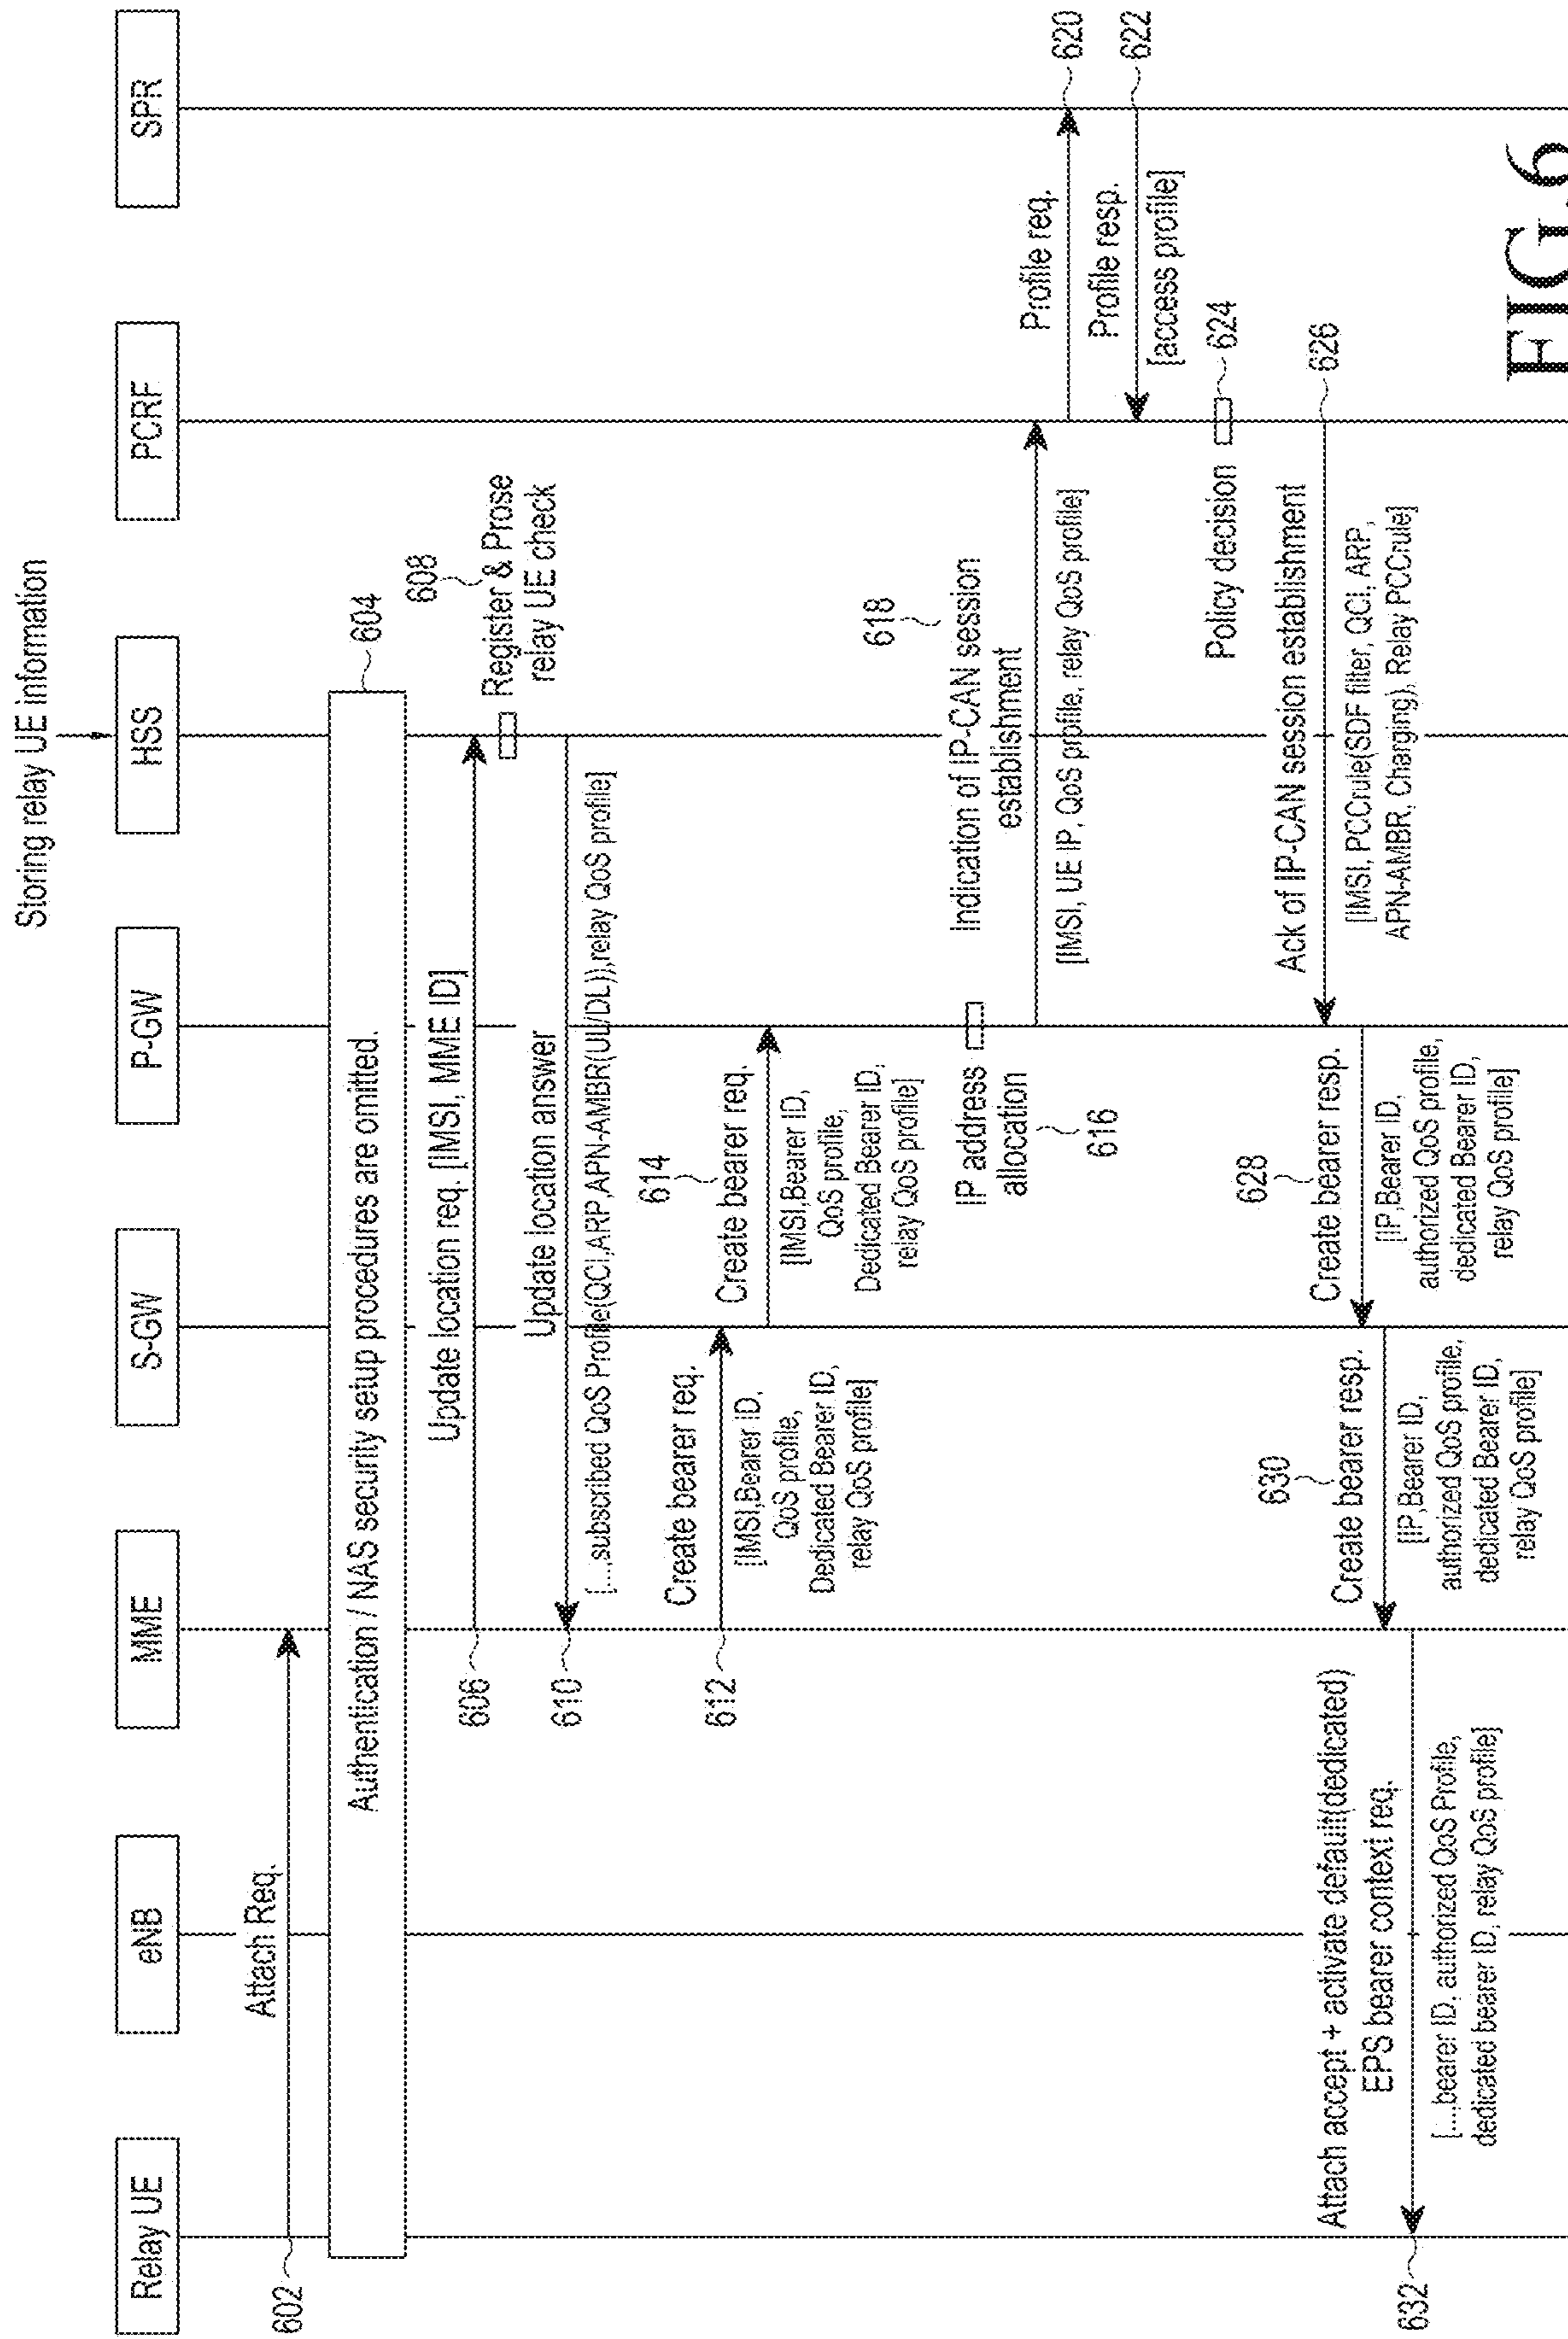 Storing relay UE information
Relay UE
eNB
MME
S-GW
P-GW
HSS
PCRF
SPR
602
Attach Req.
Authentication / NAS security setup procedures are omitted.
604
606
Update location req. [IMSI, MME ID]
608
Register & Prose
relay UE check
610
Update location answer
[...,subscribed QoS Profile(QCI,ARP,APN-AMBR(UL/DL)),relay QoS profile]
612
Create bearer req.
[IMSI,Bearer ID,
QoS profile,
Dedicated Bearer ID,
relay QoS profile]
614
Create bearer req.
[IMSI,Bearer ID,
QoS profile,
Dedicated Bearer ID,
relay QoS profile]
IP address
allocation
616
618
Indication of IP-CAN session
establishment
[IMSI, UE IP, QoS profile, relay QoS profile]
Profile req.
620
Profile resp.
622
[access profile]
Policy decision
624
Ack of IP-CAN session establishment
626
[IMSI, PCCrule(SDF filter, QCI, ARP,
APN-AMBR, Charging), Relay PCCrule]
628
Create bearer resp.
[IP,Bearer ID,
authorized QoS profile,
dedicated Bearer ID,
relay QoS profile]
630
Create bearer resp.
[IP,Bearer ID,
authorized QoS profile,
dedicated Bearer ID,
relay QoS profile]
Attach accept + activate default(dedicated)
EPS bearer context req.
632
[...bearer ID, authorized QoS Profile,
dedicated bearer ID, relay QoS profile]
FIG.6